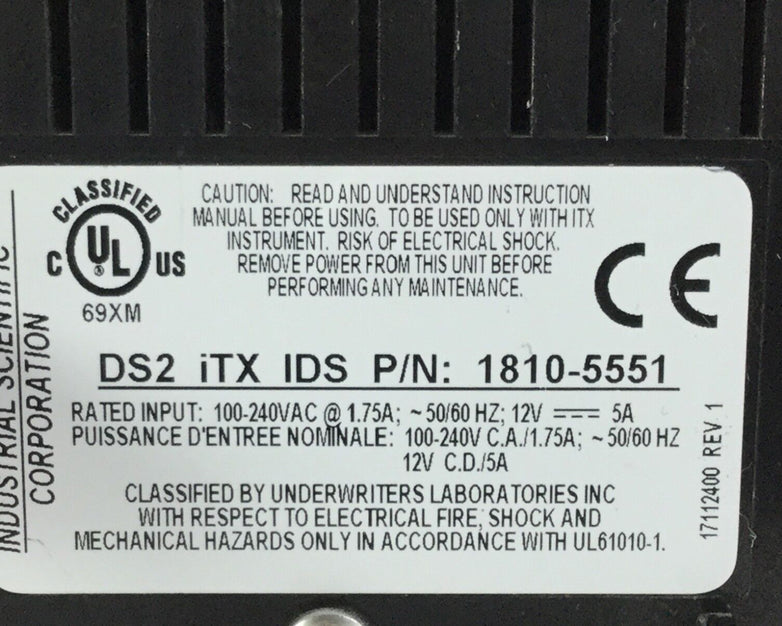 CLASSIFIED
C UL ® US
69XM
CAUTION: READ AND UNDERSTAND INSTRUCTION
MANUAL BEFORE USING. TO BE USED ONLY WITH ITX
INSTRUMENT. RISK OF ELECTRICAL SHOCK.
REMOVE POWER FROM THIS UNIT BEFORE
PERFORMING ANY MAINTENANCE.
CE
INDUSTRIAL SCIENTIFIC
CORPORATION
DS2 iTX IDS P/N: 1810-5551
RATED INPUT: 100-240VAC @ 1.75A; ~ 50/60 HZ; 12V ⎓ 5A
PUISSANCE D'ENTREE NOMINALE: 100-240V C.A./1.75A; ~ 50/60 HZ
12V C.D./5A
CLASSIFIED BY UNDERWRITERS LABORATORIES INC
WITH RESPECT TO ELECTRICAL FIRE, SHOCK AND
MECHANICAL HAZARDS ONLY IN ACCORDANCE WITH UL61010-1.
17112400 REV 1